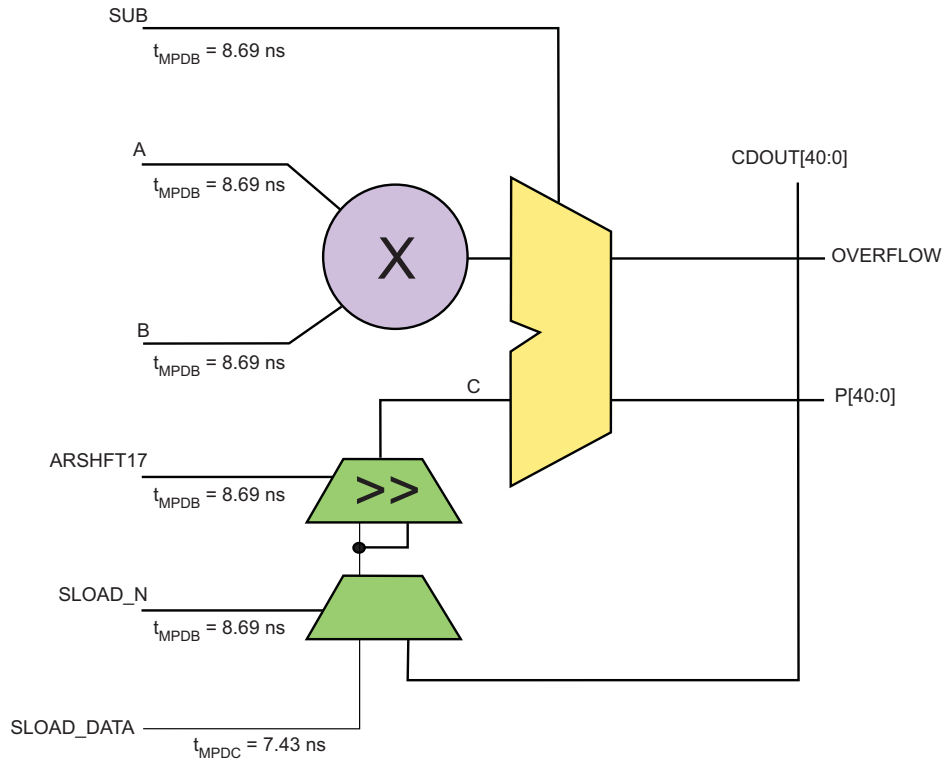 SUB
tMPDB = 8.69 ns
A
tMPDB = 8.69 ns
CDOUT[40:0]
X
OVERFLOW
B
tMPDB = 8.69 ns
C
P[40:0]
ARSHFT17
>>
tMPDB = 8.69 ns
SLOAD_N
tMPDB = 8.69 ns
SLOAD_DATA
tMPDC = 7.43 ns